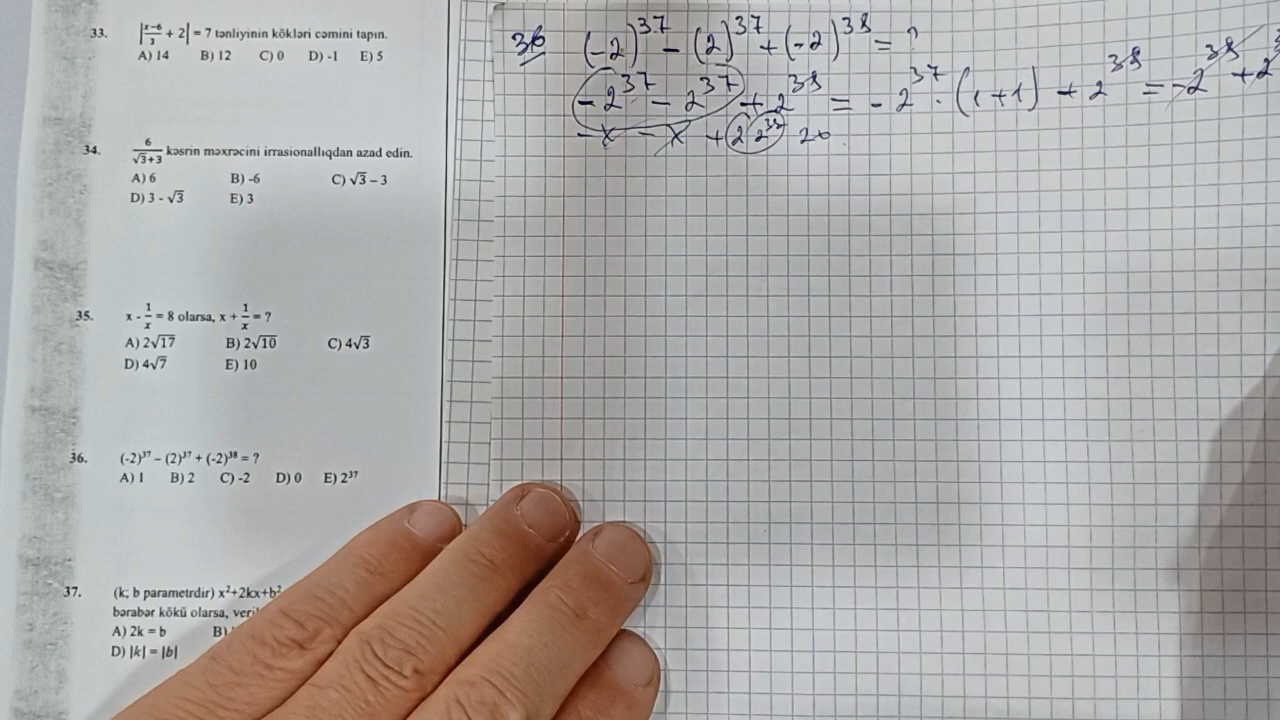 33. |x-6/3 + 2| = 7 tənliyinin kökləri cəmini tapın.
A) 14 B) 12 C) 0 D) -1 E) 5
34. 6/√3+3 kəsrin məxrəcini irrasionallıqdan azad edin.
A) 6 B) -6 C) √3 – 3
D) 3 - √3 E) 3
35. x - 1/x = 8 olarsa, x + 1/x = ?
A) 2√17 B) 2√10 C) 4√3
D) 4√7 E) 10
36. (-2)³⁷ – (2)³⁷ + (-2)³⁸ = ?
A) 1 B) 2 C) -2 D) 0 E) 2³⁷
37. (k; b parametrdir) x²+2kx+b²
bərabər kökü olarsa,
A) 2k = b B)
D) |k| = |b|
36 (-2)³⁷ - (2)³⁷ + (-2)³⁸ = ?
-2³⁷ - 2³⁷ + 2³⁸ = -2³⁷ · (1+1) + 2³⁸ = -2³⁸ + 2
-x - x +